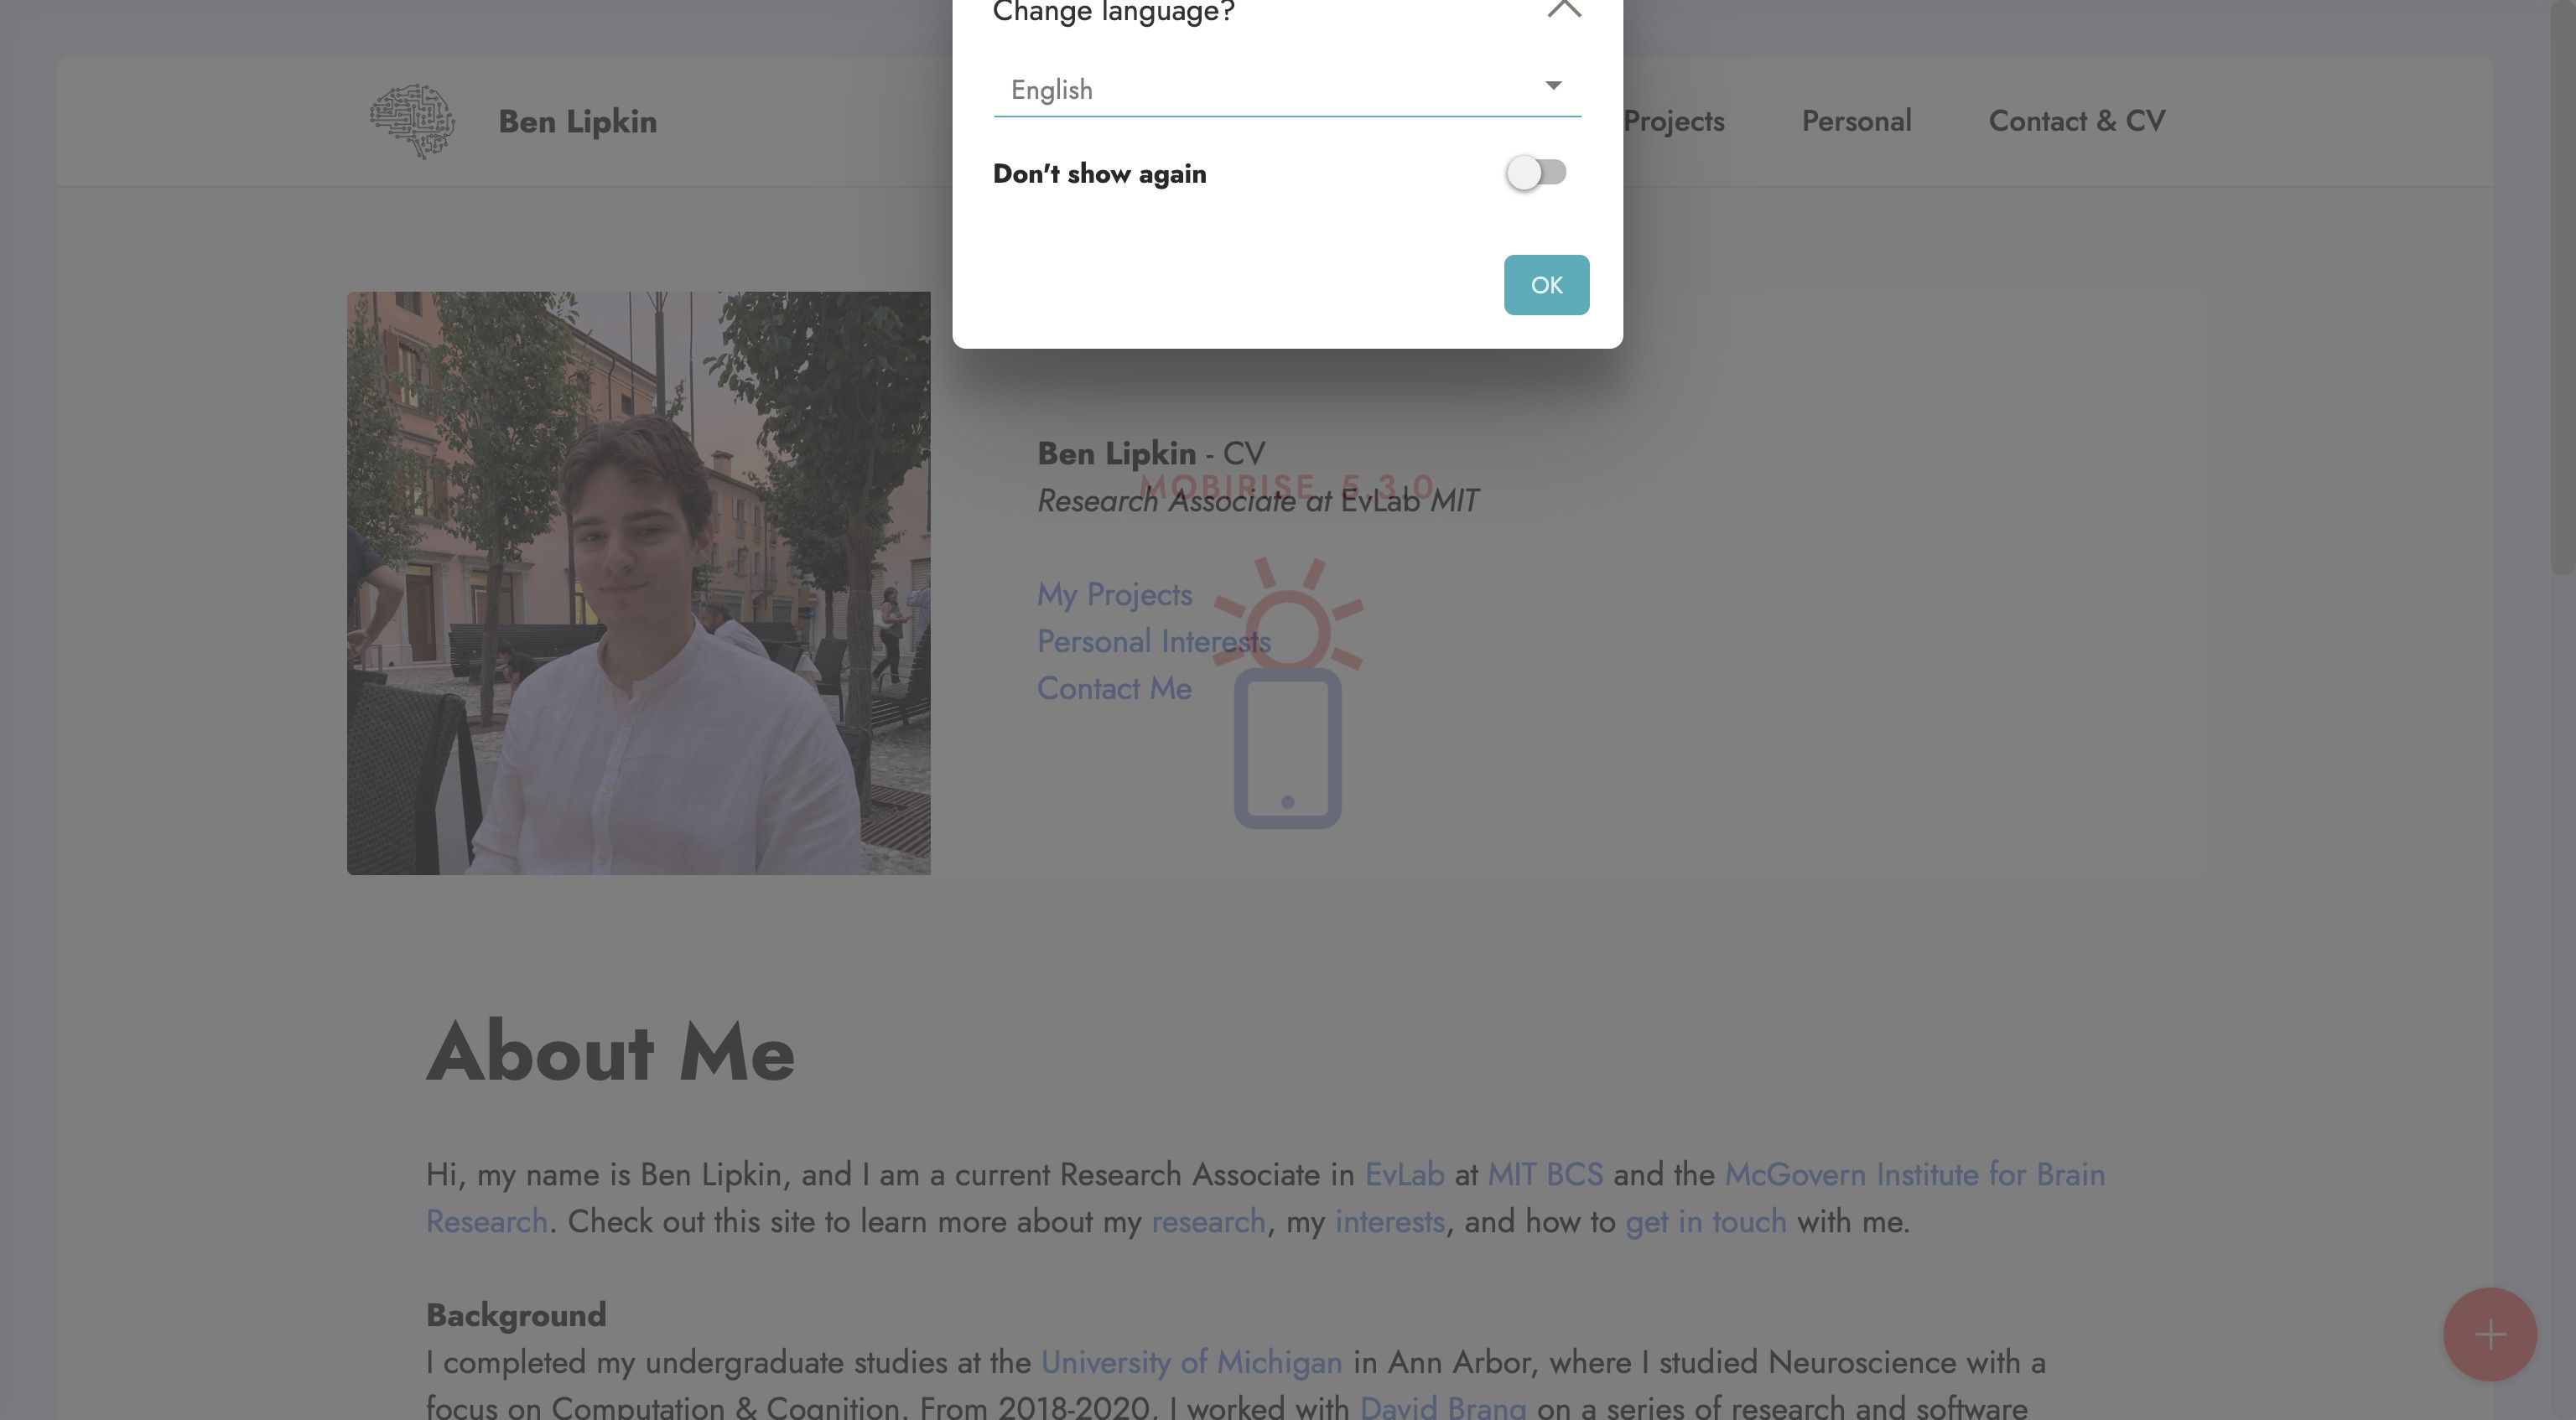 Change language?
English
Don't show again
OK
Ben Lipkin
Projects
Personal
Contact & CV
Ben Lipkin - CV
MOBIRISE 5.3.0
Research Associate at EvLab MIT
My Projects
Personal Interests
Contact Me
About Me
Hi, my name is Ben Lipkin, and I am a current Research Associate in EvLab at MIT BCS and the McGovern Institute for Brain
Research. Check out this site to learn more about my research, my interests, and how to get in touch with me.
Background
I completed my undergraduate studies at the University of Michigan in Ann Arbor, where I studied Neuroscience with a
focus on Computation & Cognition. From 2018-2020, I worked with David Brang on a series of research and software